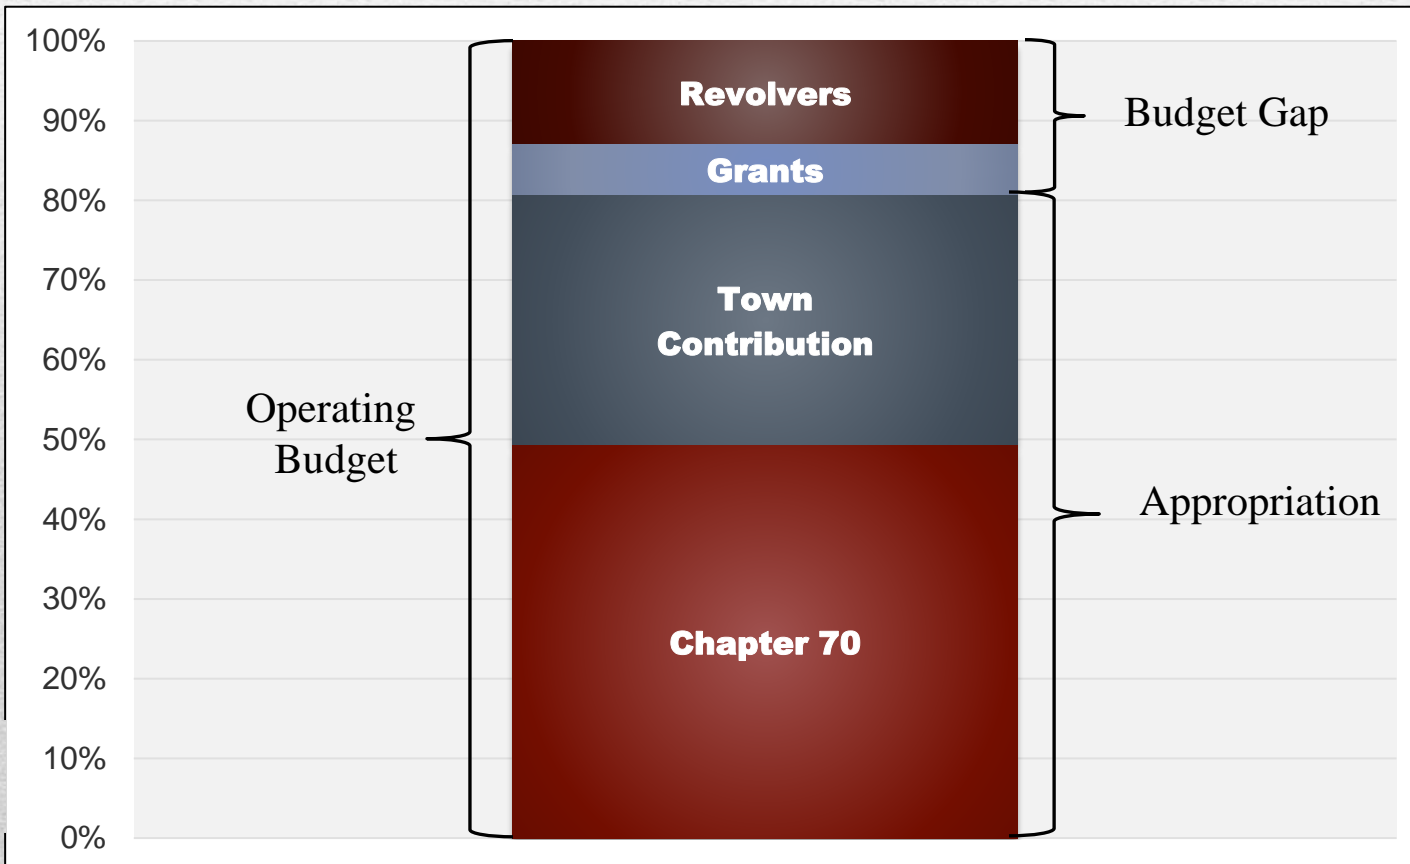 100%
90%
80%
70%
60%
50%
40%
30%
20%
10%
0%
Operating
Budget
Revolvers
Grants
Town
Contribution
Chapter 70
Budget Gap
Appropriation